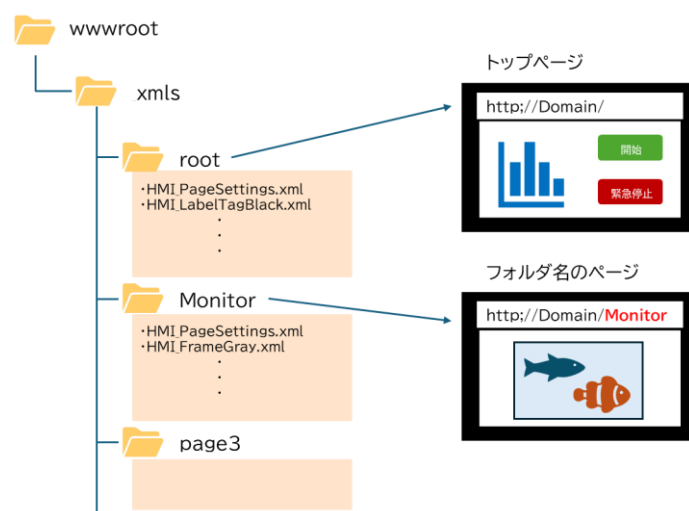 wwwroot
xmls
root
・HMI_PageSettings.xml
・HMI_LabelTagBlack.xml
・
・
・
Monitor
・HMI_PageSettings.xml
・HMI_FrameGray.xml
・
・
・
page3
トップページ
http;//Domain/
開始
緊急停止
フォルダ名のページ
http;//Domain/Monitor